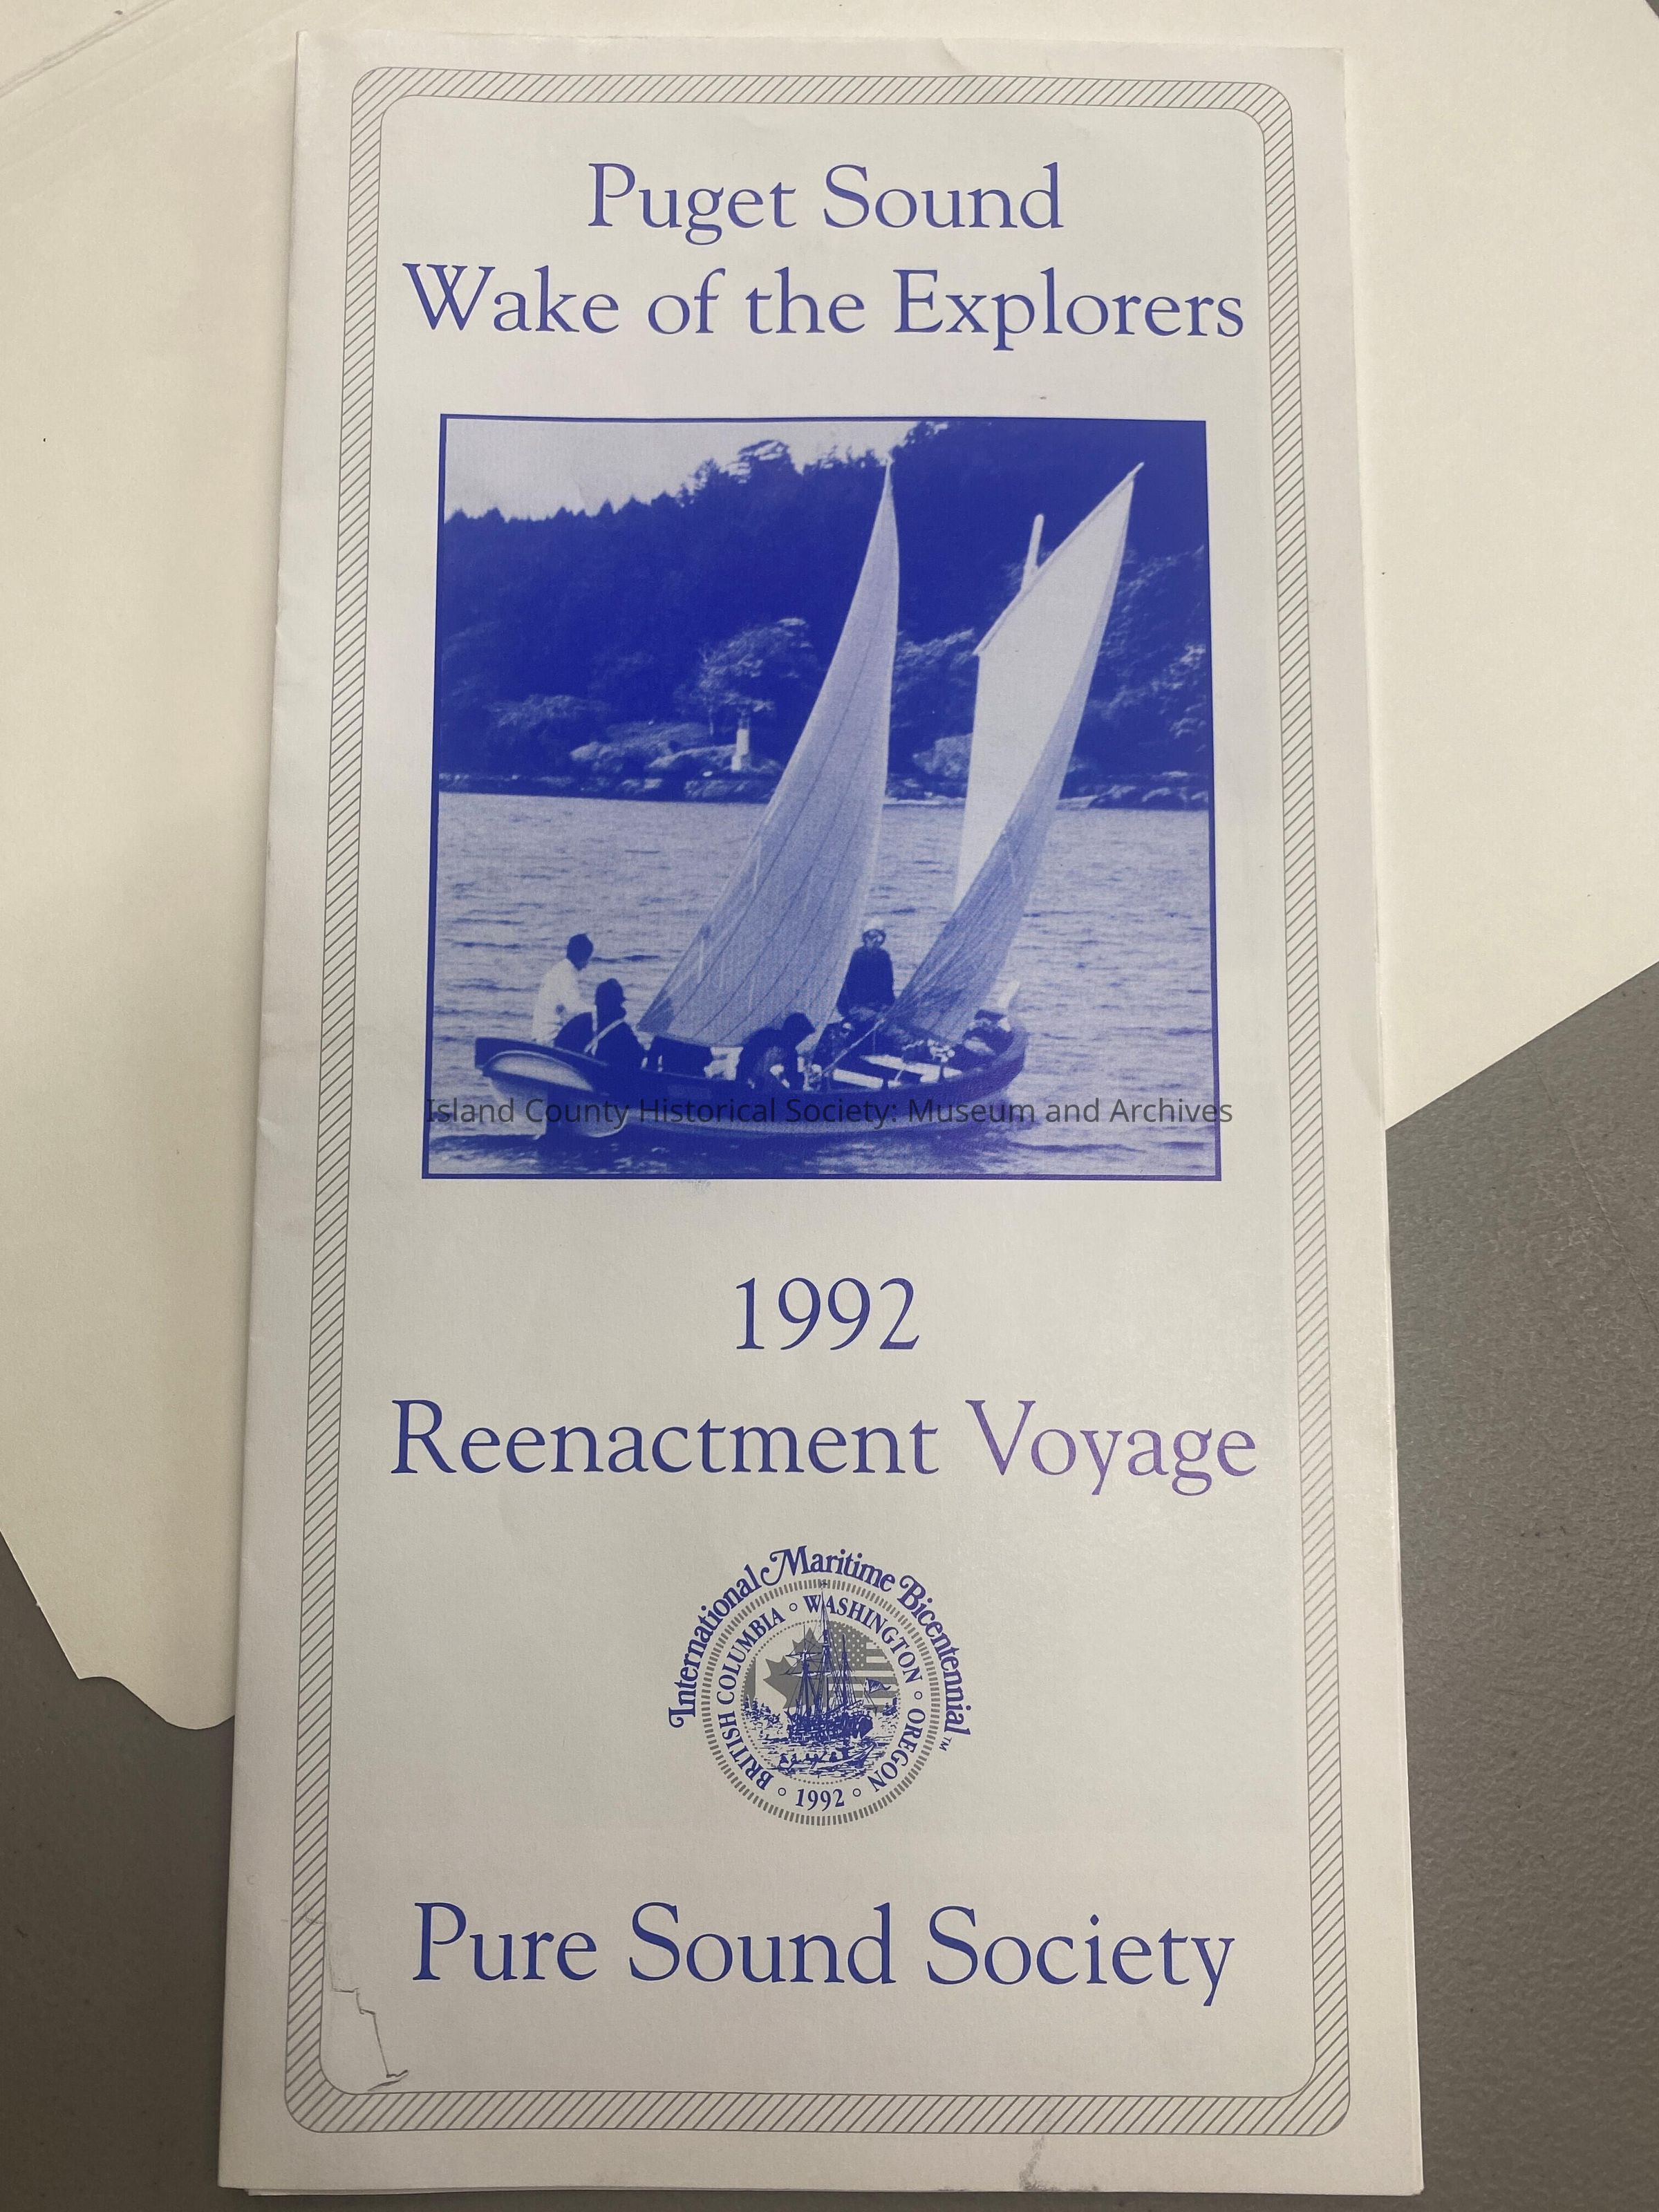 Puget Sound
Wake of the Explorers
Island County Historical Society: Museum and Archives
1992
Reenactment Voyage
International Maritime Bicentennial™
BRITISH COLUMBIA ° WASHINGTON ° OREGON
° 1992 °
Pure Sound Society